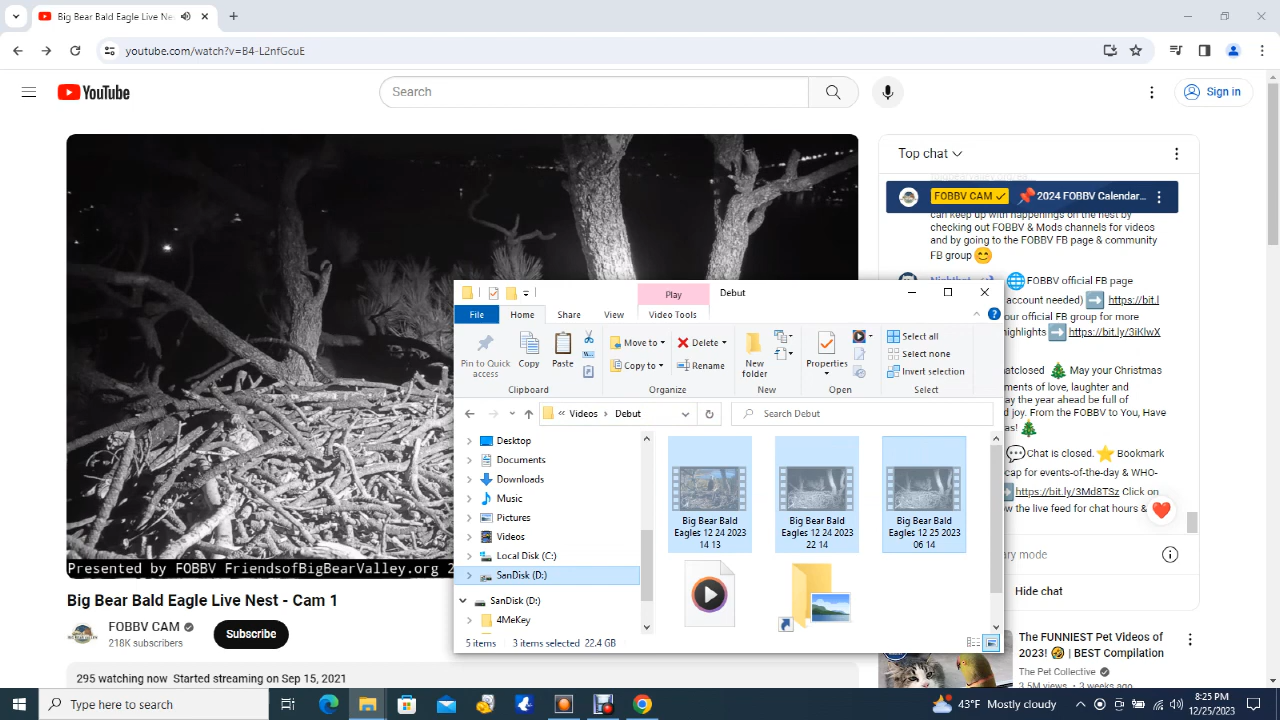 Big Bear Bald Eagle Live Ne
youtube.com/watch?v=B4-L2nfGcuE
YouTube
Search
Sign in
Top chat
FOBBV CAM ✓ 📌2024 FOBBV Calendar...
can keep up with happenings on the nest by
checking out FOBBV & Mods channels for videos
and by going to the FOBBV FB page & community
FB group 😊
🌐FOBBV official FB page
account needed) ➡️ https://bit.l
our official FB group for more
highlights ➡️ https://bit.ly/3iKlwX
closed 🎄 May your Christmas
ments of love, laughter and
ay the year ahead be full of
d joy. From the FOBBV to You, Have
as! 🎄
💬Chat is closed. ⭐ Bookmark
cap for events-of-the-day & WHO-
https://bit.ly/3Md8TSz Click on
w the live feed for chat hours &
ary mode
Hide chat
Play
Debut
File
Home
Share
View
Video Tools
Pin to Quick
access
Copy
Paste
Move to
Copy to
Delete
Rename
New
folder
Properties
Select all
Select none
Invert selection
Clipboard
Organize
New
Open
Select
« Videos › Debut
Search Debut
Desktop
Documents
Downloads
Music
Pictures
Videos
Local Disk (C:)
SanDisk (D:)
SanDisk (D:)
4MeKey
Big Bear Bald
Eagles 12 24 2023
14 13
Big Bear Bald
Eagles 12 24 2023
22 14
Big Bear Bald
Eagles 12 25 2023
06 14
5 items
3 items selected 22.4 GB
Presented by FOBBV FriendsofBigBearValley.org 2
Big Bear Bald Eagle Live Nest - Cam 1
FOBBV CAM
218K subscribers
Subscribe
295 watching now Started streaming on Sep 15, 2021
The FUNNIEST Pet Videos of
2023! 🤣 | BEST Compilation
The Pet Collective
3.5M views
Type here to search
43°F Mostly cloudy
8:25 PM
12/25/2023